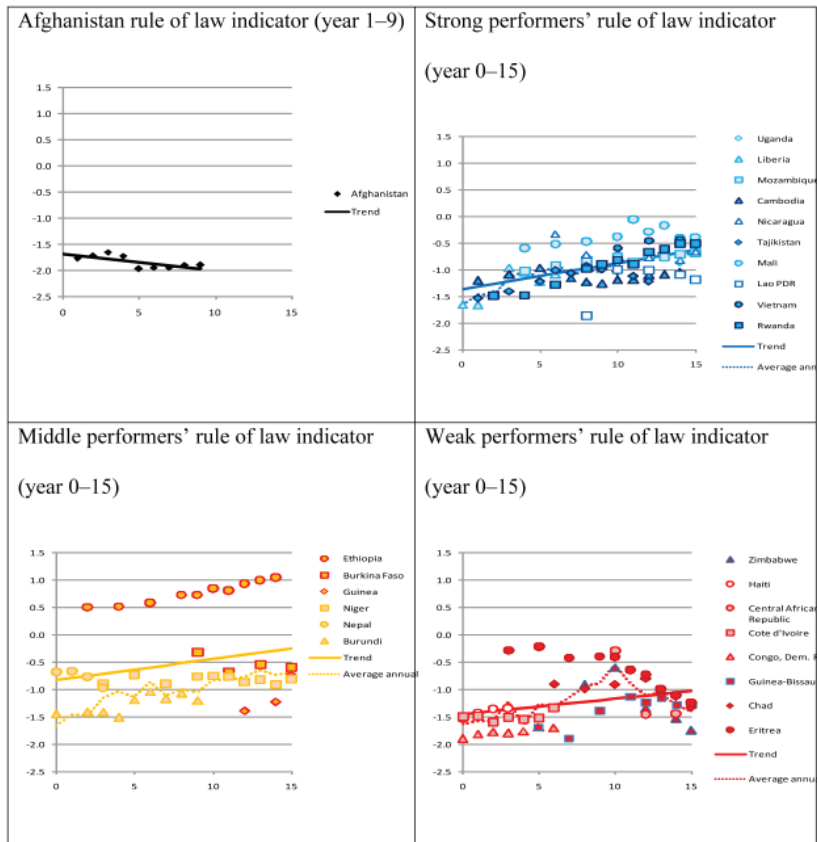 Afghanistan rule of law indicator (year 1–9)
1.5
1.0
0.5
0.0
-0.5
-1.0
-1.5
-2.0
-2.5
0
5
10
15
Afghanistan
Trend
Strong performers’ rule of law indicator
(year 0–15)
1.5
1.0
0.5
0.0
-0.5
-1.0
-1.5
-2.0
-2.5
0
5
10
15
Uganda
Liberia
Mozambique
Cambodia
Nicaragua
Tajikistan
Mali
Lao PDR
Vietnam
Rwanda
Trend
Average ann
Middle performers’ rule of law indicator
(year 0–15)
1.5
1.0
0.5
0.0
-0.5
-1.0
-1.5
-2.0
-2.5
0
5
10
15
Ethiopia
Burkina Faso
Guinea
Niger
Nepal
Burundi
Trend
Average annual
Weak performers’ rule of law indicator
(year 0–15)
1.5
1.0
0.5
0.0
-0.5
-1.0
-1.5
-2.0
-2.5
0
5
10
15
Zimbabwe
Haiti
Central African
Republic
Cote d'Ivoire
Congo, Dem.
Guinea-Bissau
Chad
Eritrea
Trend
Average annu